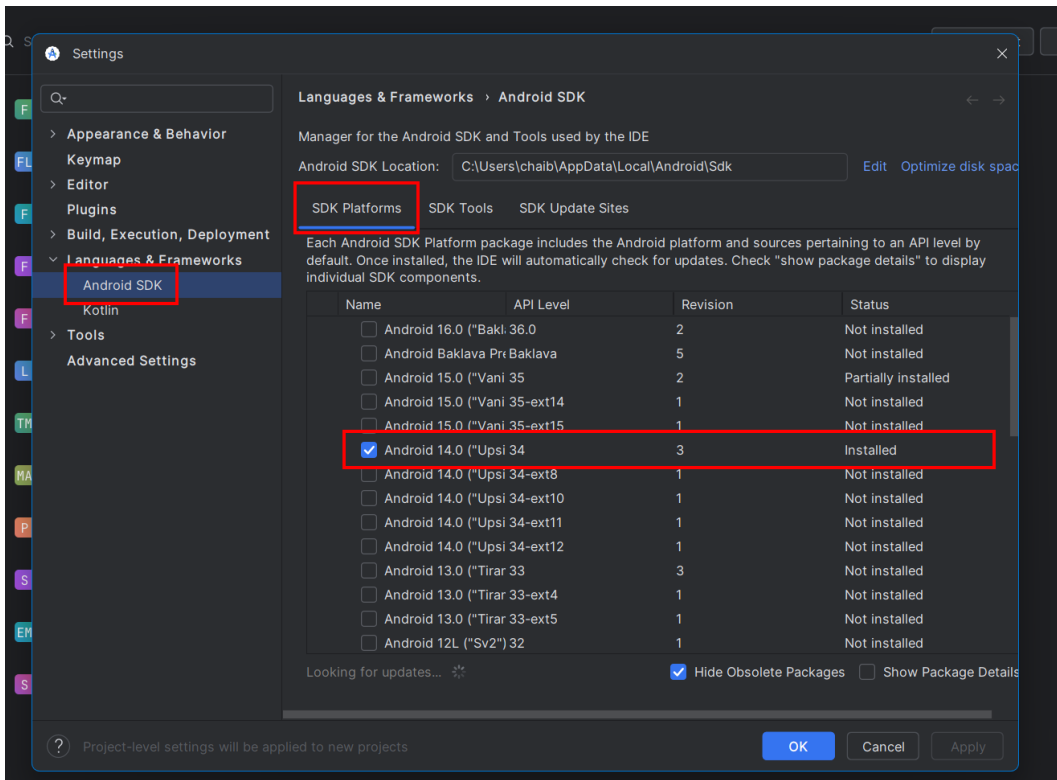 S
Settings
Languages & Frameworks › Android SDK
Manager for the Android SDK and Tools used by the IDE
Android SDK Location: C:\Users\chaib\AppData\Local\Android\Sdk Edit Optimize disk spac
SDK Platforms SDK Tools SDK Update Sites
Each Android SDK Platform package includes the Android platform and sources pertaining to an API level by
default. Once installed, the IDE will automatically check for updates. Check "show package details" to display
individual SDK components.
Appearance & Behavior
Keymap
Editor
Plugins
Build, Execution, Deployment
Languages & Frameworks
Android SDK
Kotlin
Tools
Advanced Settings
Name API Level Revision Status
Android 16.0 ("Bakl 36.0 2 Not installed
Android Baklava Pre Baklava 5 Not installed
Android 15.0 ("Vani 35 2 Partially installed
Android 15.0 ("Vani 35-ext14 1 Not installed
Android 15.0 ("Vani 35-ext15 1 Not installed
Android 14.0 ("Upsi 34 3 Installed
Android 14.0 ("Upsi 34-ext8 1 Not installed
Android 14.0 ("Upsi 34-ext10 1 Not installed
Android 14.0 ("Upsi 34-ext11 1 Not installed
Android 14.0 ("Upsi 34-ext12 1 Not installed
Android 13.0 ("Tirar 33 3 Not installed
Android 13.0 ("Tirar 33-ext4 1 Not installed
Android 13.0 ("Tirar 33-ext5 1 Not installed
Android 12L ("Sv2") 32 1 Not installed
Looking for updates... Hide Obsolete Packages Show Package Details
? Project-level settings will be applied to new projects OK Cancel Apply
F
FL
F
F
F
L
TM
MA
P
S
EM
S